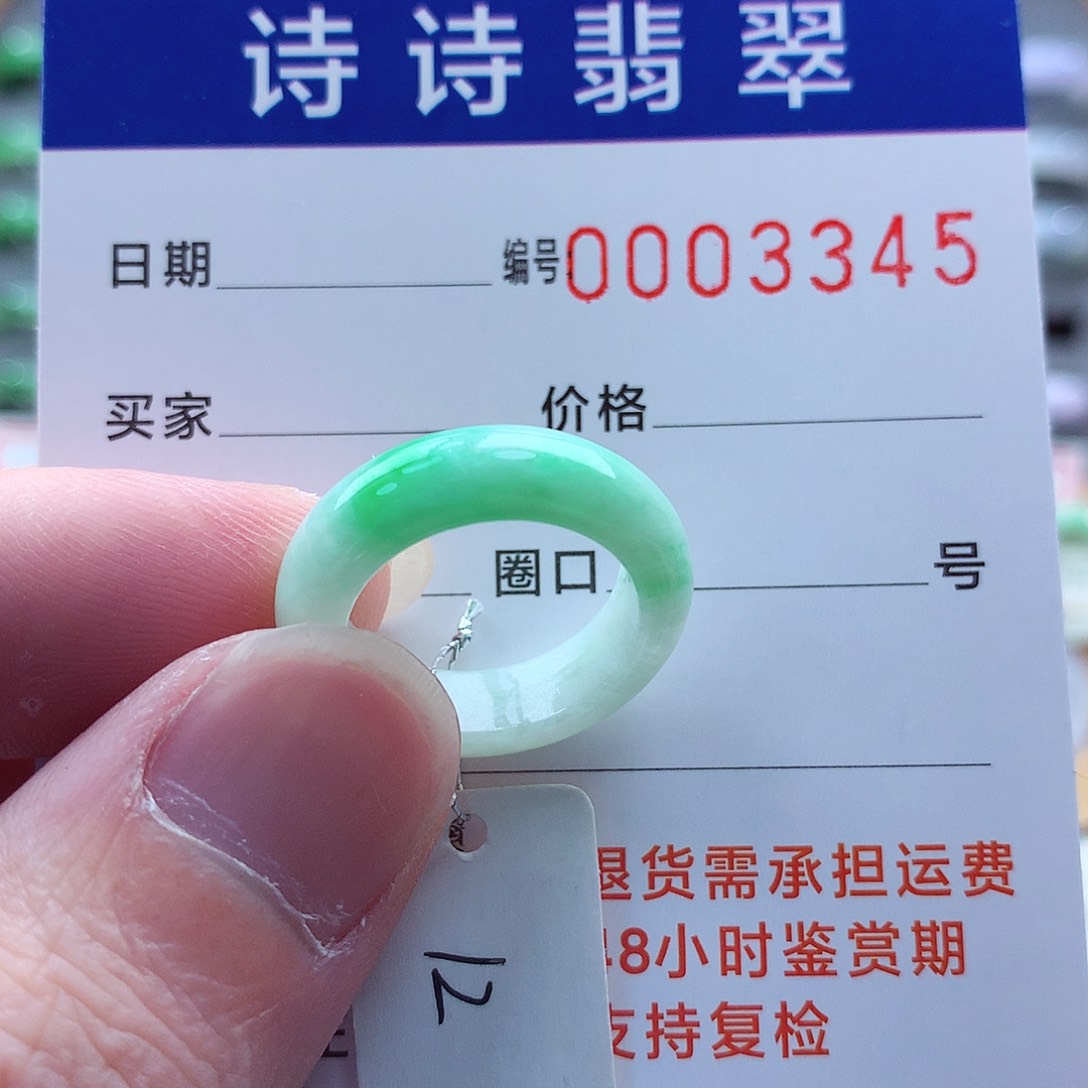 诗诗翡翠
日期 编号0003345
买家 价格
圈口 号
退货需承担运费
48小时鉴赏期
支持复检
12